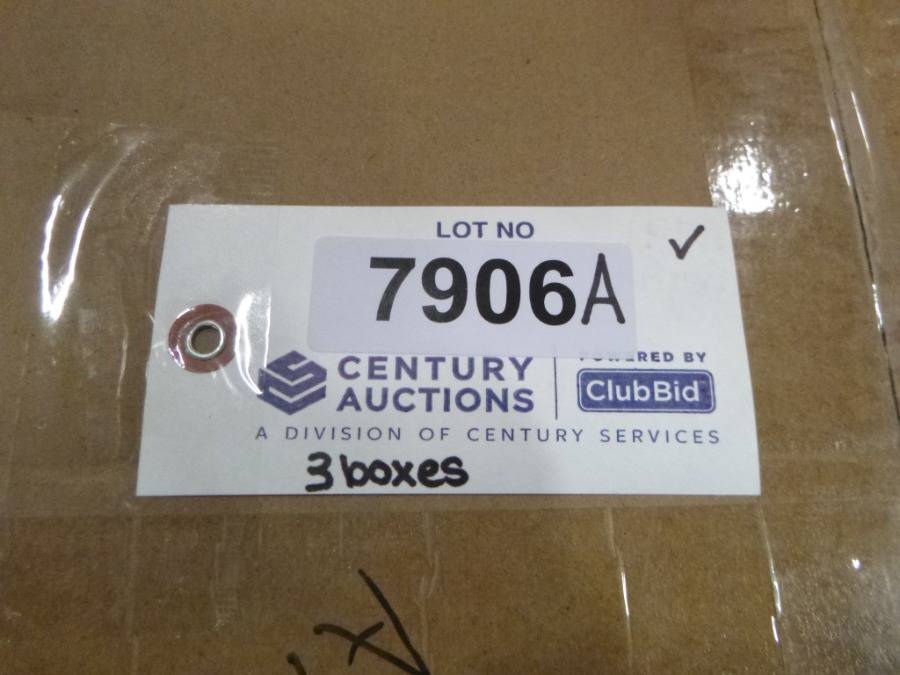 LOT NO
7906A
CENTURY
AUCTIONS
POWERED BY
ClubBid
A DIVISION OF CENTURY SERVICES
3 boxes